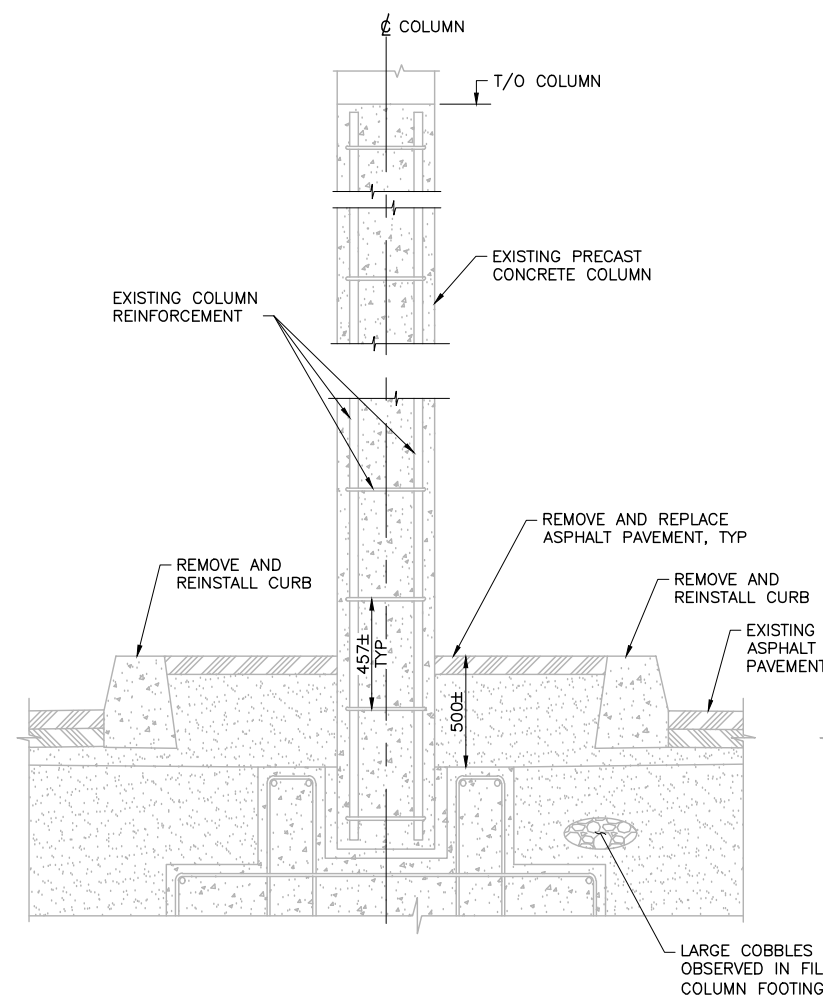 ℄ COLUMN
T/O COLUMN
EXISTING PRECAST
CONCRETE COLUMN
EXISTING COLUMN
REINFORCEMENT
REMOVE AND REPLACE
ASPHALT PAVEMENT, TYP
REMOVE AND
REINSTALL CURB
REMOVE AND
REINSTALL CURB
EXISTING
ASPHALT
PAVEMENT
457±
TYP
500±
LARGE COBBLES
OBSERVED IN FIL
COLUMN FOOTING